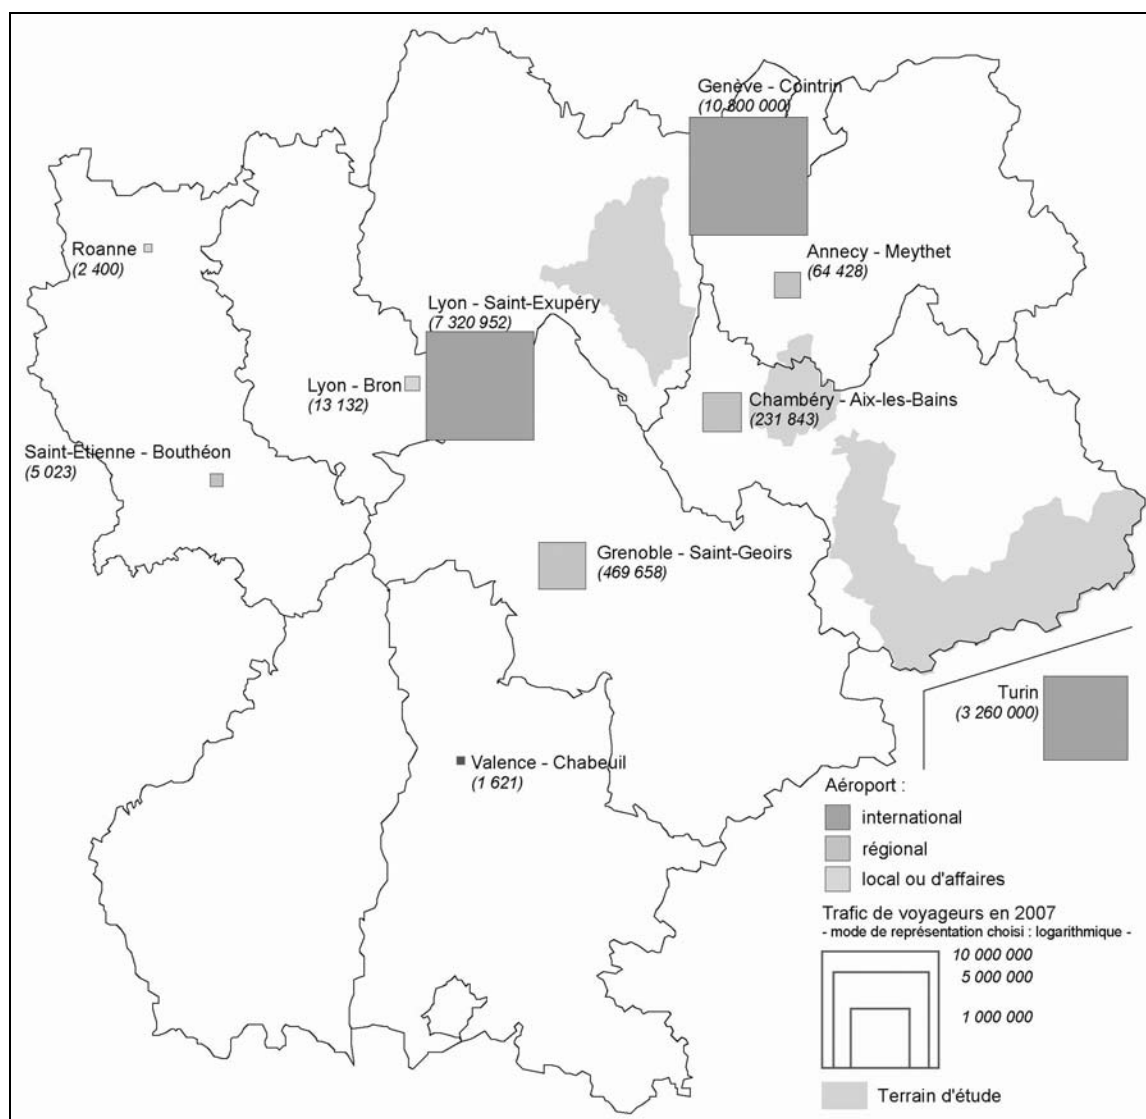 Genève - Cointrin
(10 800 000)
Roanne
(2 400)
Annecy - Meythet
(64 428)
Lyon - Saint-Exupéry
(7 320 952)
Lyon - Bron
(13 132)
Chambéry - Aix-les-Bains
(231 843)
Saint-Etienne - Bouthéon
(5 023)
Grenoble - Saint-Geoirs
(469 658)
Turin
(3 260 000)
Valence - Chabeuil
(1 621)
Aéroport :
international
régional
local ou d'affaires
Trafic de voyageurs en 2007
- mode de représentation choisi : logarithmique -
10 000 000
5 000 000
1 000 000
Terrain d'étude